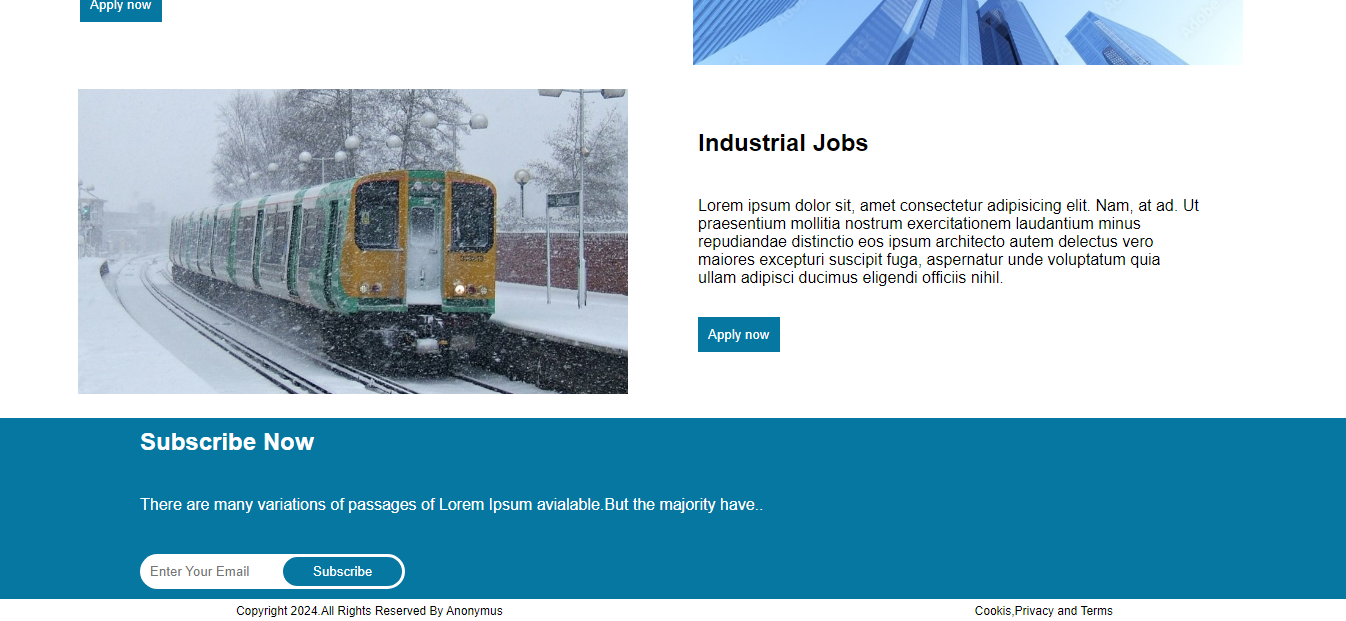 Apply now
Industrial Jobs
Lorem ipsum dolor sit, amet consectetur adipisicing elit. Nam, at ad. Ut
praesentium mollitia nostrum exercitationem laudantium minus
repudiandae distinctio eos ipsum architecto autem delectus vero
maiores excepturi suscipit fuga, aspernatur unde voluptatum quia
ullam adipisci ducimus eligendi officiis nihil.
Apply now
Subscribe Now
There are many variations of passages of Lorem Ipsum avialable.But the majority have..
Enter Your Email Subscribe
Copyright 2024.All Rights Reserved By Anonymus
Cookis,Privacy and Terms